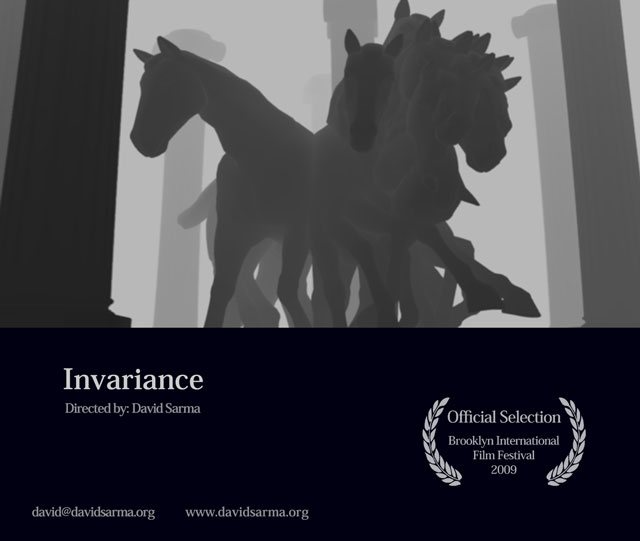 Invariance
Directed by: David Sarma
Official Selection
Brooklyn International
Film Festival
2009
david@davidsarma.org www.davidsarma.org